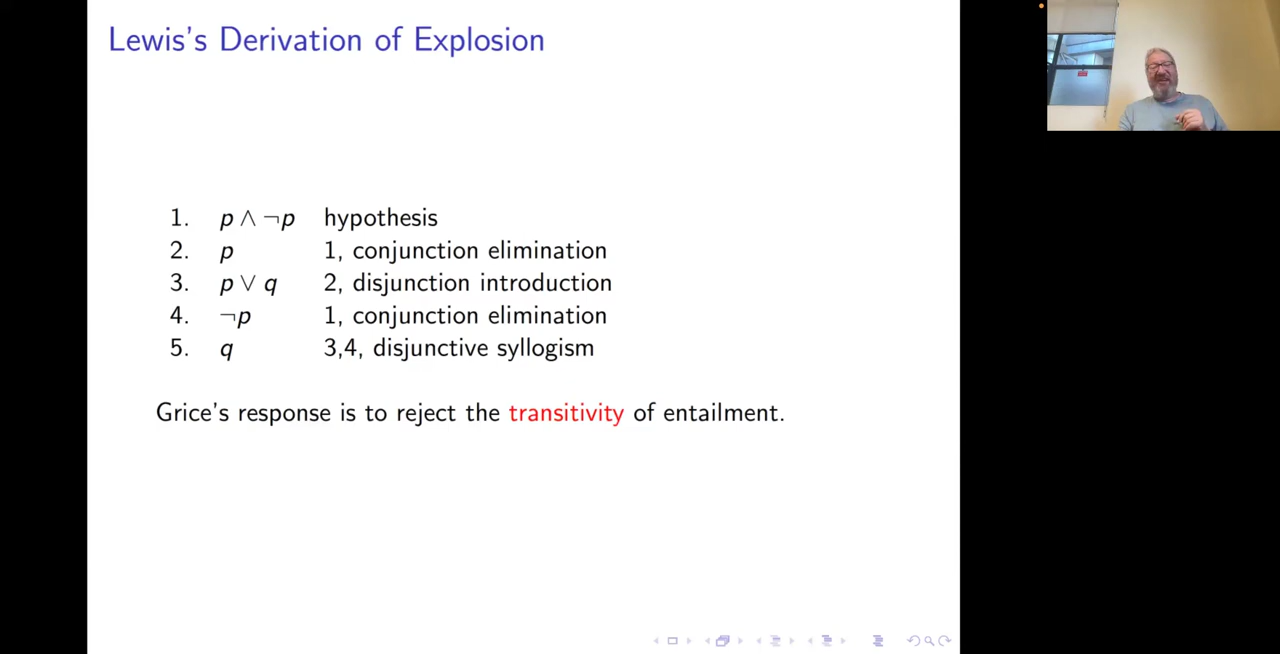 Lewis's Derivation of Explosion
1. p ∧ ¬p hypothesis
2. p 1, conjunction elimination
3. p ∨ q 2, disjunction introduction
4. ¬p 1, conjunction elimination
5. q 3,4, disjunctive syllogism
Grice's response is to reject the transitivity of entailment.